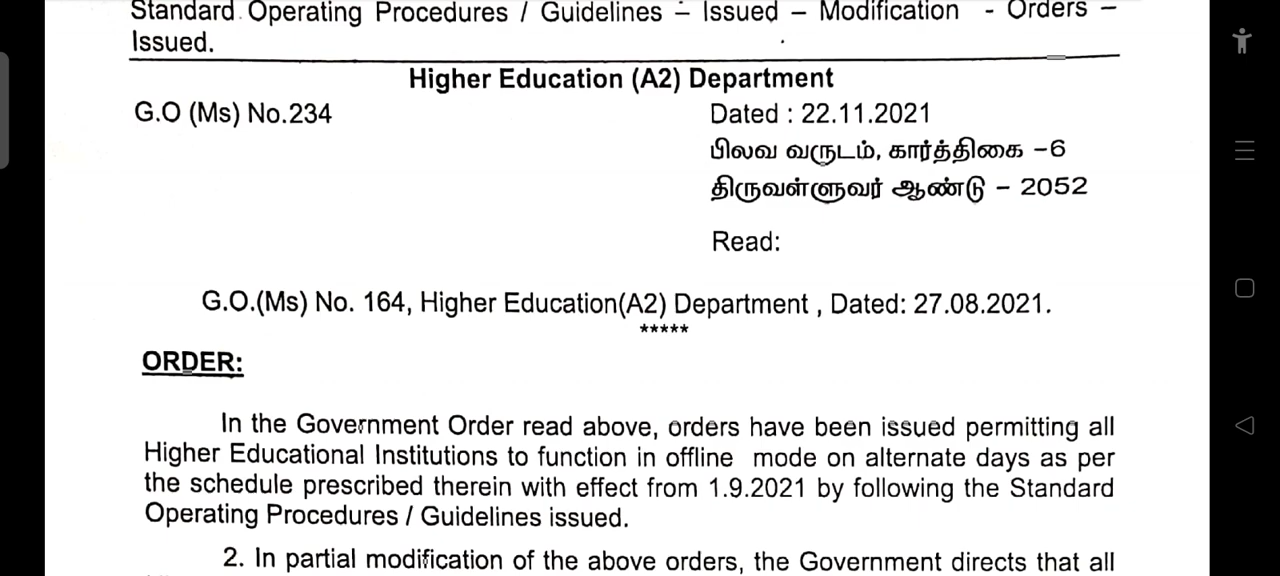 Standard Operating Procedures / Guidelines – Issued – Modification - Orders –
Issued.
Higher Education (A2) Department
G.O (Ms) No.234
Dated : 22.11.2021
பிலவ வருடம், கார்த்திகை –6
திருவள்ளுவர் ஆண்டு – 2052
Read:
G.O.(Ms) No. 164, Higher Education(A2) Department , Dated: 27.08.2021.
*****
ORDER:
In the Government Order read above, orders have been issued permitting all
Higher Educational Institutions to function in offline mode on alternate days as per
the schedule prescribed therein with effect from 1.9.2021 by following the Standard
Operating Procedures / Guidelines issued.
2. In partial modification of the above orders, the Government directs that all